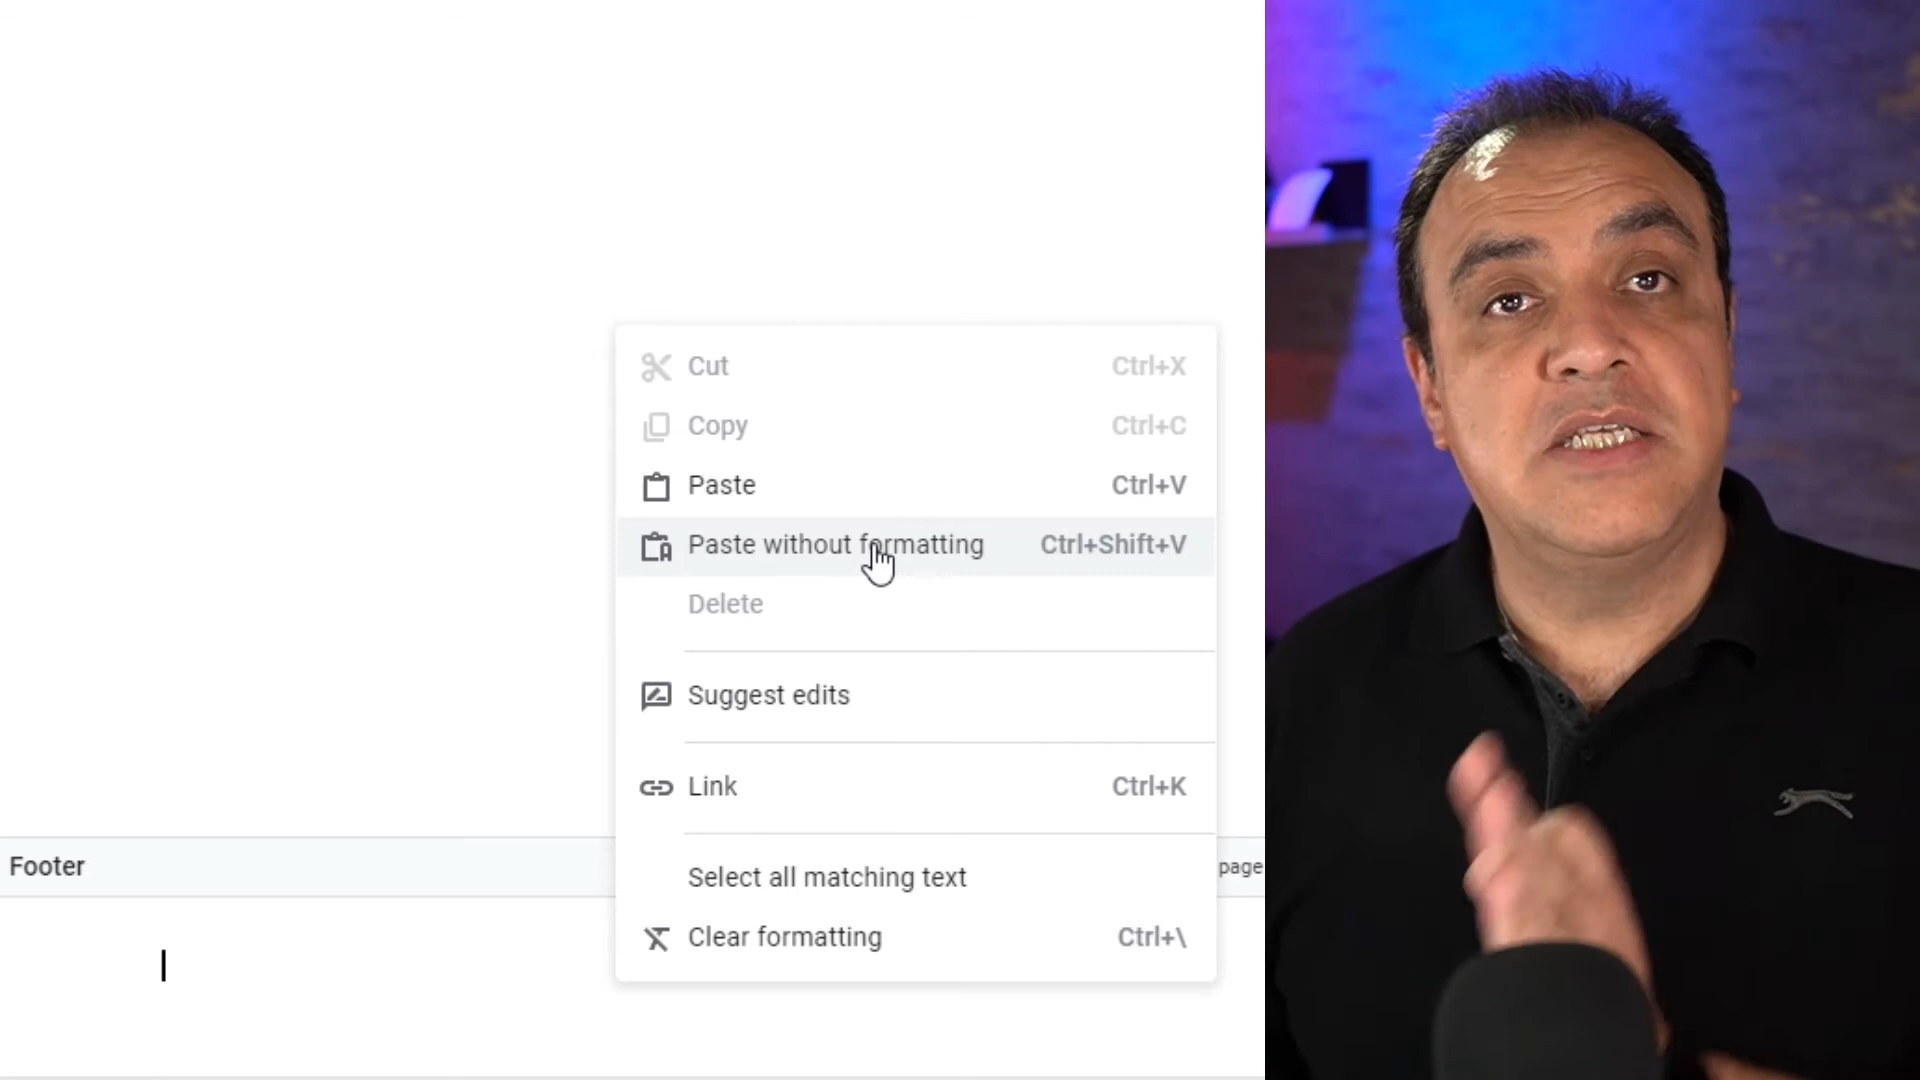 Cut Ctrl+X
Copy Ctrl+C
Paste Ctrl+V
Paste without formatting Ctrl+Shift+V
Delete
Suggest edits
Link Ctrl+K
Footer page
Select all matching text
Clear formatting Ctrl+\